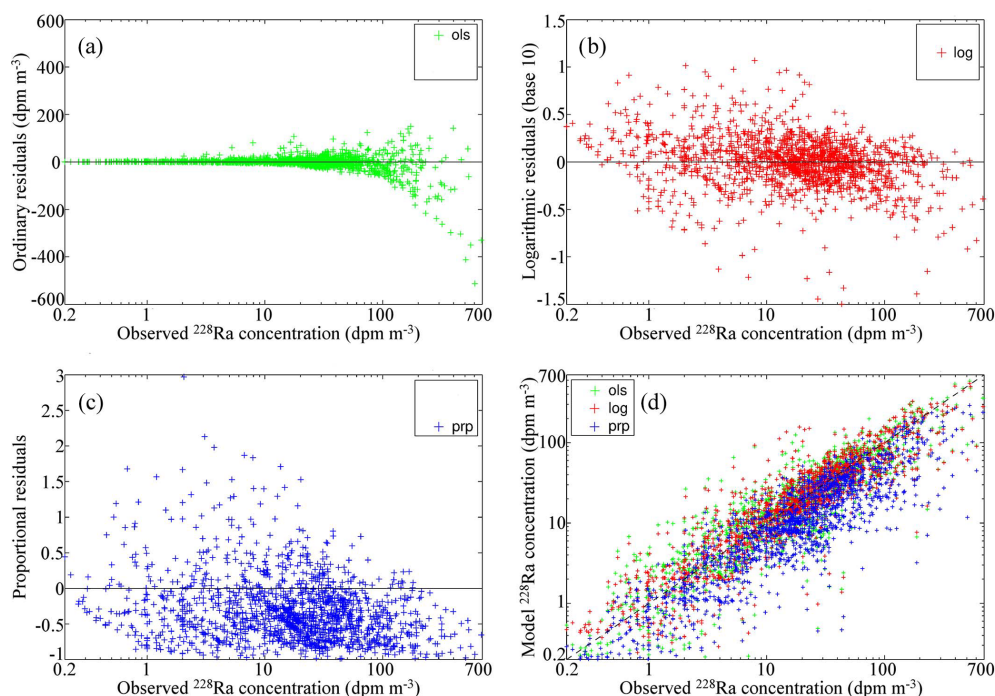 (a)
ols
Ordinary residuals (dpm m⁻³)
600
400
200
0
-200
-400
-600
0.2 1 10 100 700
Observed ²²⁸Ra concentration (dpm m⁻³)
(b)
log
Logarithmic residuals (base 10)
1.5
1
0.5
0
-0.5
-1
-1.5
0.2 1 10 100 700
Observed ²²⁸Ra concentration (dpm m⁻³)
(c)
prp
Proportional residuals
3
2.5
2
1.5
1
0.5
0
-0.5
-1
0.2 1 10 100 700
Observed ²²⁸Ra concentration (dpm m⁻³)
(d)
ols
log
prp
Model ²²⁸Ra concentration (dpm m⁻³)
700
100
10
1
0.2
0.2 1 10 100 700
Observed ²²⁸Ra concentration (dpm m⁻³)